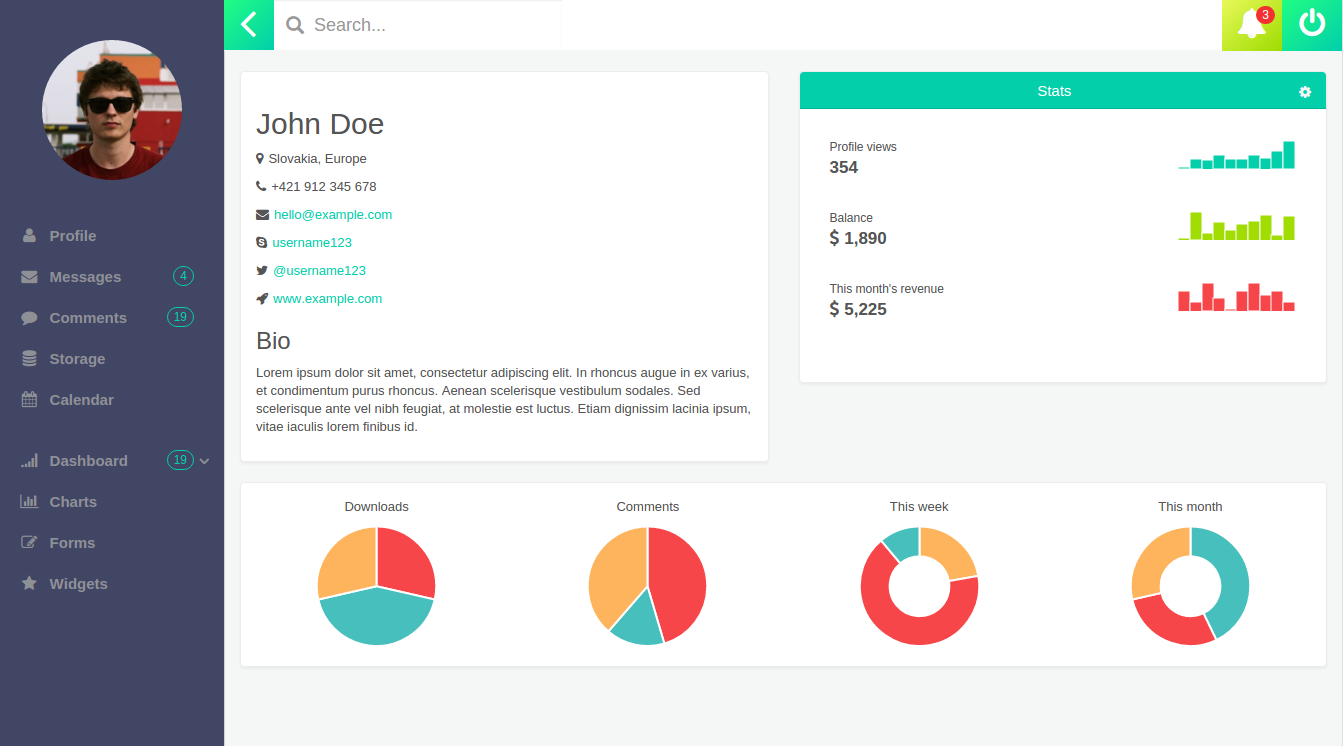 Search...
3
Profile
Messages 4
Comments 19
Storage
Calendar
Dashboard 19
Charts
Forms
Widgets
John Doe
Slovakia, Europe
+421 912 345 678
hello@example.com
username123
@username123
www.example.com
Bio
Lorem ipsum dolor sit amet, consectetur adipiscing elit. In rhoncus augue in ex varius,
et condimentum purus rhoncus. Aenean scelerisque vestibulum sodales. Sed
scelerisque ante vel nibh feugiat, at molestie est luctus. Etiam dignissim lacinia ipsum,
vitae iaculis lorem finibus id.
Stats
Profile views
354
Balance
$ 1,890
This month's revenue
$ 5,225
Downloads
Comments
This week
This month